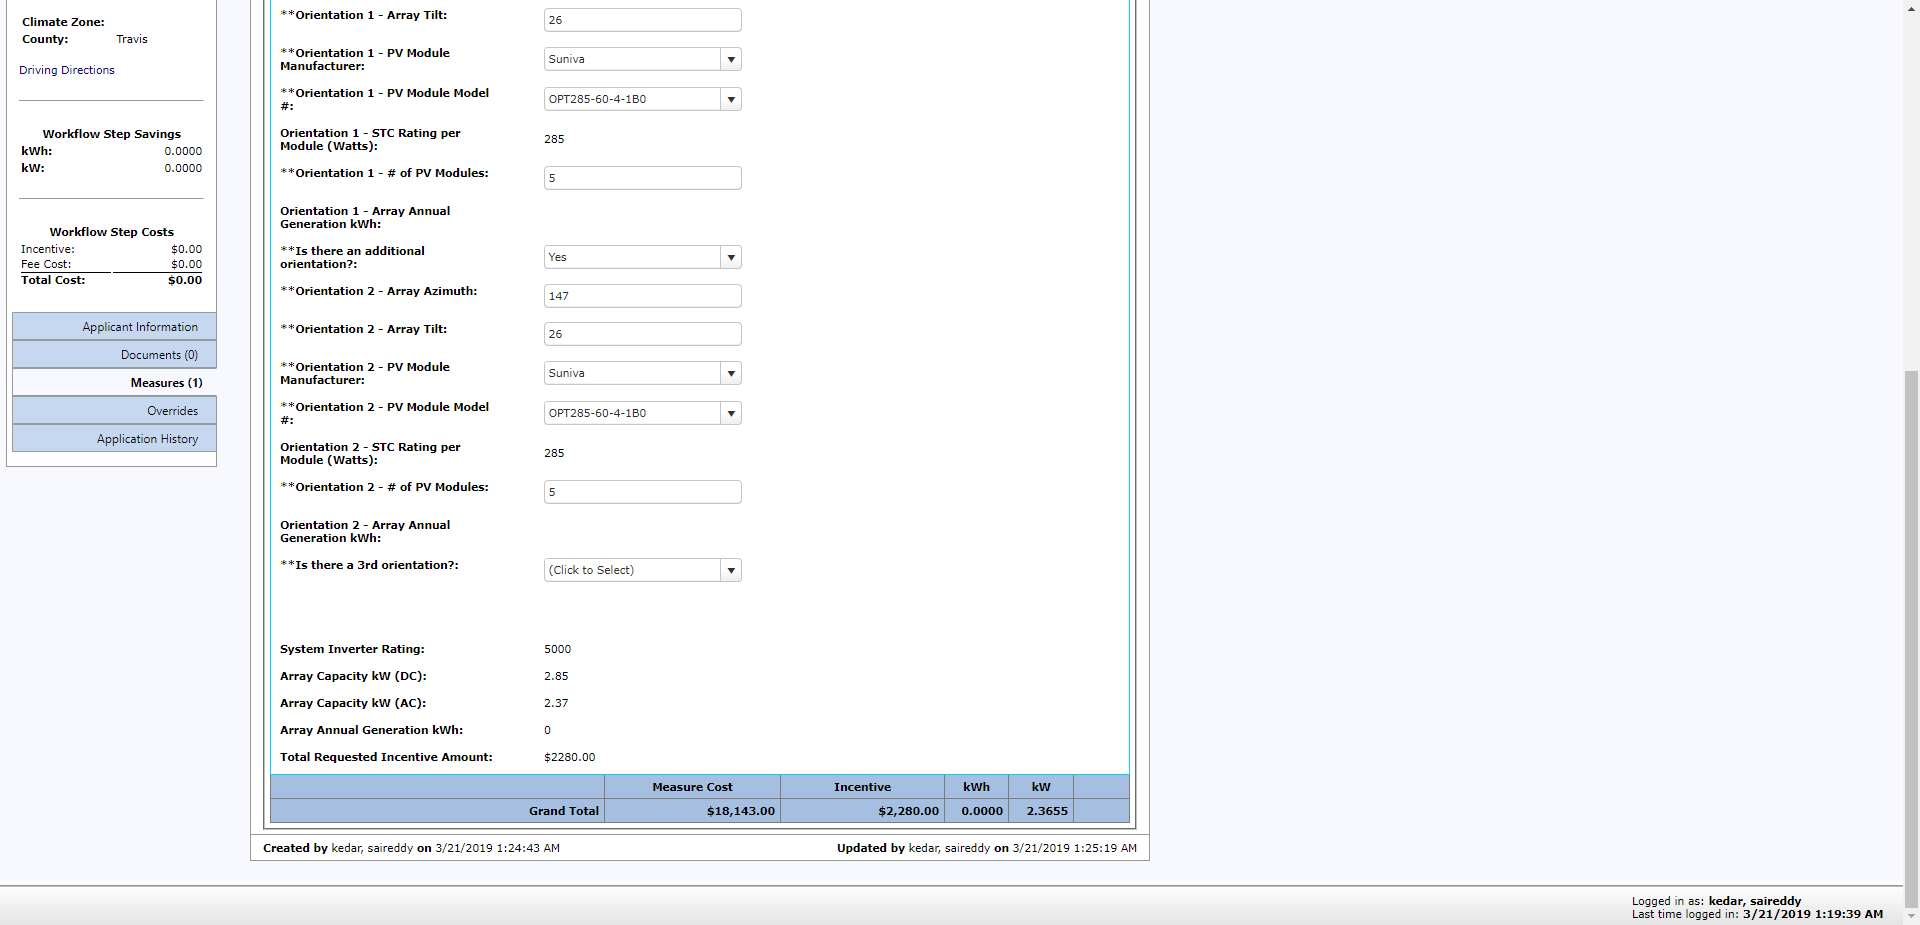 Climate Zone:
County: Travis
Driving Directions
Workflow Step Savings
kWh: 0.0000
kW: 0.0000
Workflow Step Costs
Incentive: $0.00
Fee Cost: $0.00
Total Cost: $0.00
Applicant Information
Documents (0)
Measures (1)
Overrides
Application History
**Orientation 1 - Array Tilt: 26
**Orientation 1 - PV Module
Manufacturer: Suniva
**Orientation 1 - PV Module Model
#: OPT285-60-4-1B0
Orientation 1 - STC Rating per
Module (Watts): 285
**Orientation 1 - # of PV Modules: 5
Orientation 1 - Array Annual
Generation kWh:
**Is there an additional
orientation?: Yes
**Orientation 2 - Array Azimuth: 147
**Orientation 2 - Array Tilt: 26
**Orientation 2 - PV Module
Manufacturer: Suniva
**Orientation 2 - PV Module Model
#: OPT285-60-4-1B0
Orientation 2 - STC Rating per
Module (Watts): 285
**Orientation 2 - # of PV Modules: 5
Orientation 2 - Array Annual
Generation kWh:
**Is there a 3rd orientation?: (Click to Select)
System Inverter Rating: 5000
Array Capacity kW (DC): 2.85
Array Capacity kW (AC): 2.37
Array Annual Generation kWh: 0
Total Requested Incentive Amount: $2280.00
Measure Cost Incentive kWh kW
Grand Total $18,143.00 $2,280.00 0.0000 2.3655
Created by kedar, saireddy on 3/21/2019 1:24:43 AM Updated by kedar, saireddy on 3/21/2019 1:25:19 AM
Logged in as: kedar, saireddy
Last time logged in: 3/21/2019 1:19:39 AM